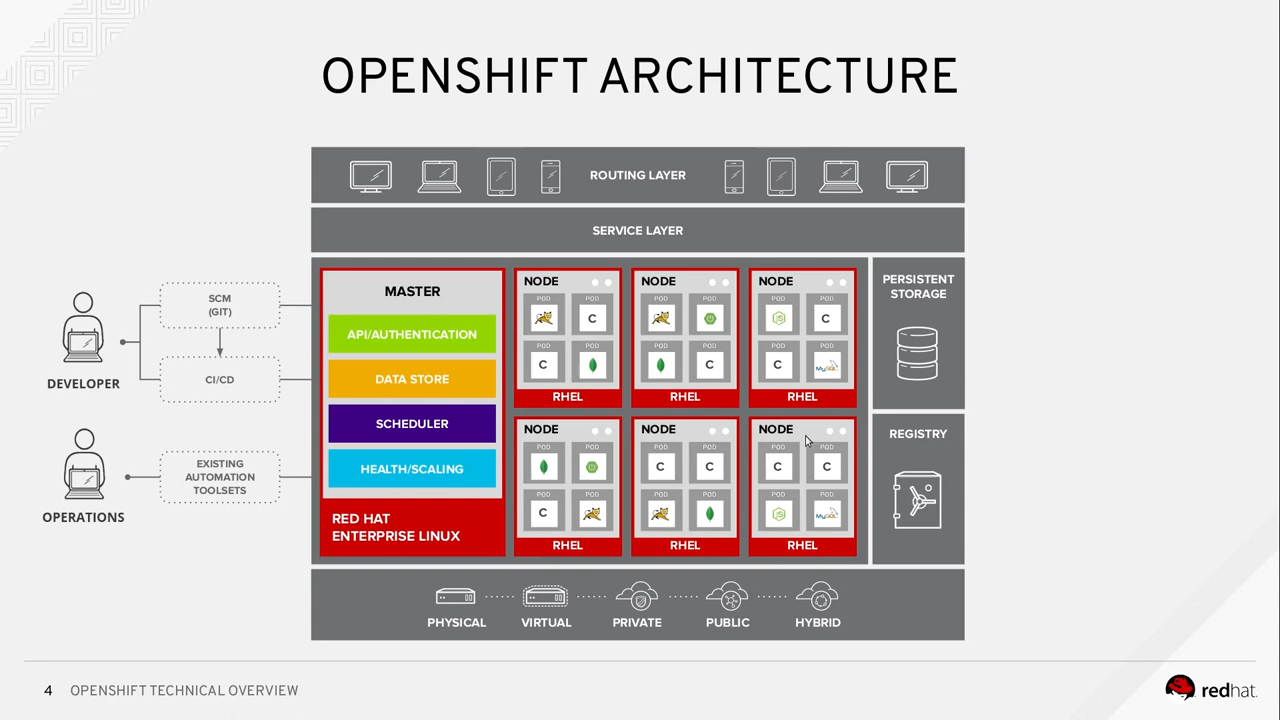 OPENSHIFT ARCHITECTURE
ROUTING LAYER
SERVICE LAYER
DEVELOPER
SCM
(GIT)
CI/CD
OPERATIONS
EXISTING
AUTOMATION
TOOLSETS
MASTER
API/AUTHENTICATION
DATA STORE
SCHEDULER
HEALTH/SCALING
RED HAT
ENTERPRISE LINUX
NODE
POD POD
C
POD POD
C
RHEL
NODE
POD POD
POD POD
C
RHEL
NODE
POD POD
C
POD POD
C MySQL
RHEL
NODE
POD POD
POD POD
C
RHEL
NODE
POD POD
C C
POD POD
RHEL
NODE
POD POD
C C
POD POD
MySQL
RHEL
PERSISTENT
STORAGE
REGISTRY
PHYSICAL VIRTUAL PRIVATE PUBLIC HYBRID
4 OPENSHIFT TECHNICAL OVERVIEW
redhat.